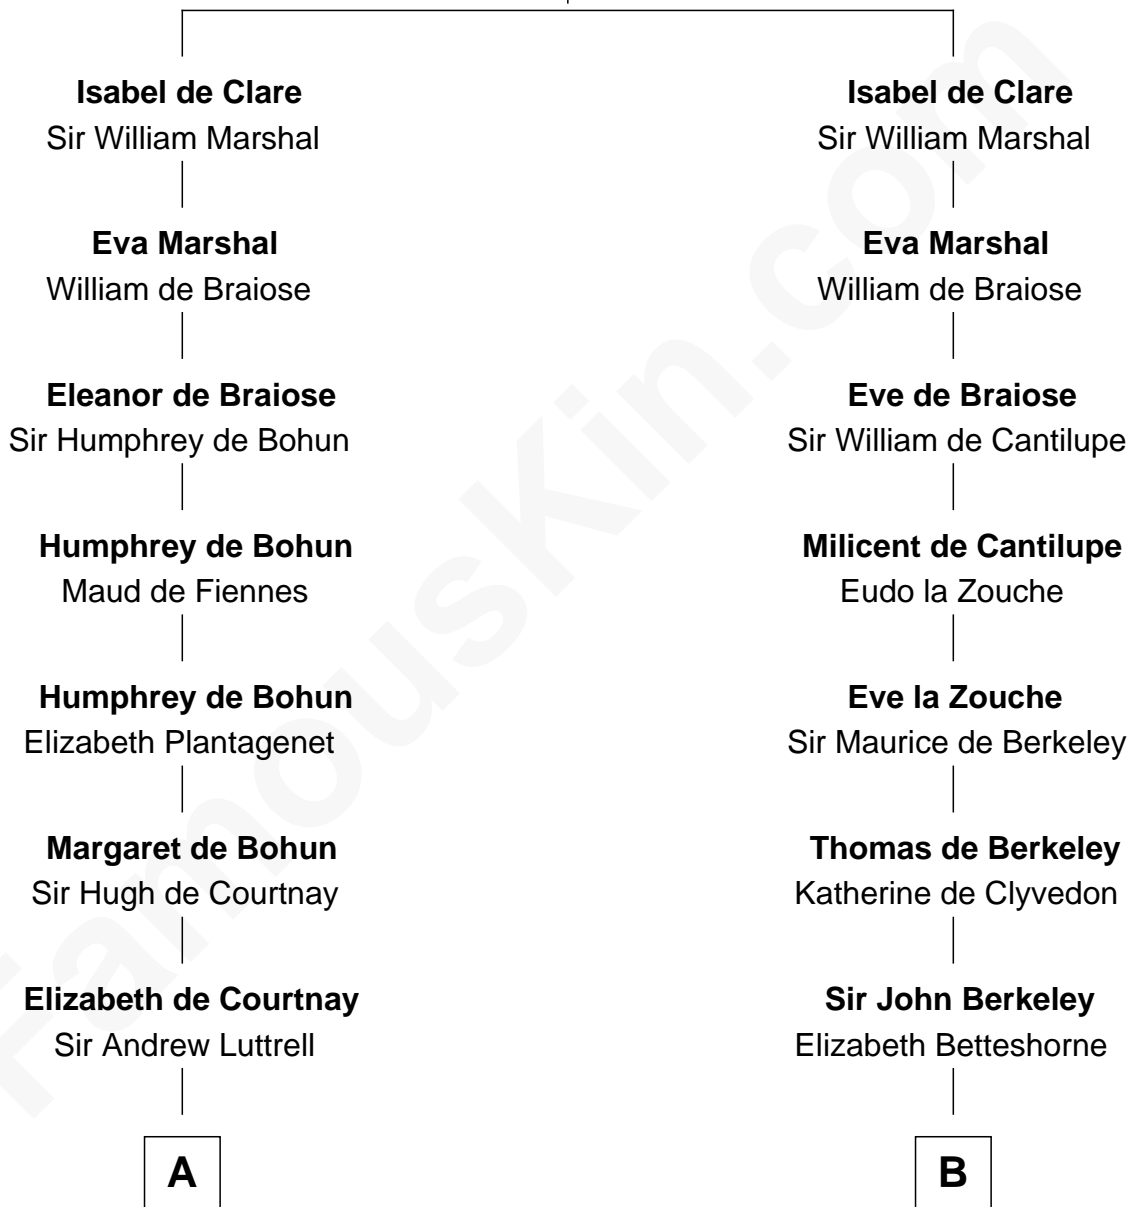 Isabel de Clare
Sir William Marshal
Eva Marshal
William de Braiose
Eleanor de Braiose
Sir Humphrey de Bohun
Humphrey de Bohun
Maud de Fiennes
Humphrey de Bohun
Elizabeth Plantagenet
Margaret de Bohun
Sir Hugh de Courtnay
Elizabeth de Courtnay
Sir Andrew Luttrell
A
Isabel de Clare
Sir William Marshal
Eva Marshal
William de Braiose
Eve de Braiose
Sir William de Cantilupe
Milicent de Cantilupe
Eudo la Zouche
Eve la Zouche
Sir Maurice de Berkeley
Thomas de Berkeley
Katherine de Clyvedon
Sir John Berkeley
Elizabeth Betteshorne
B
FamousKin.com